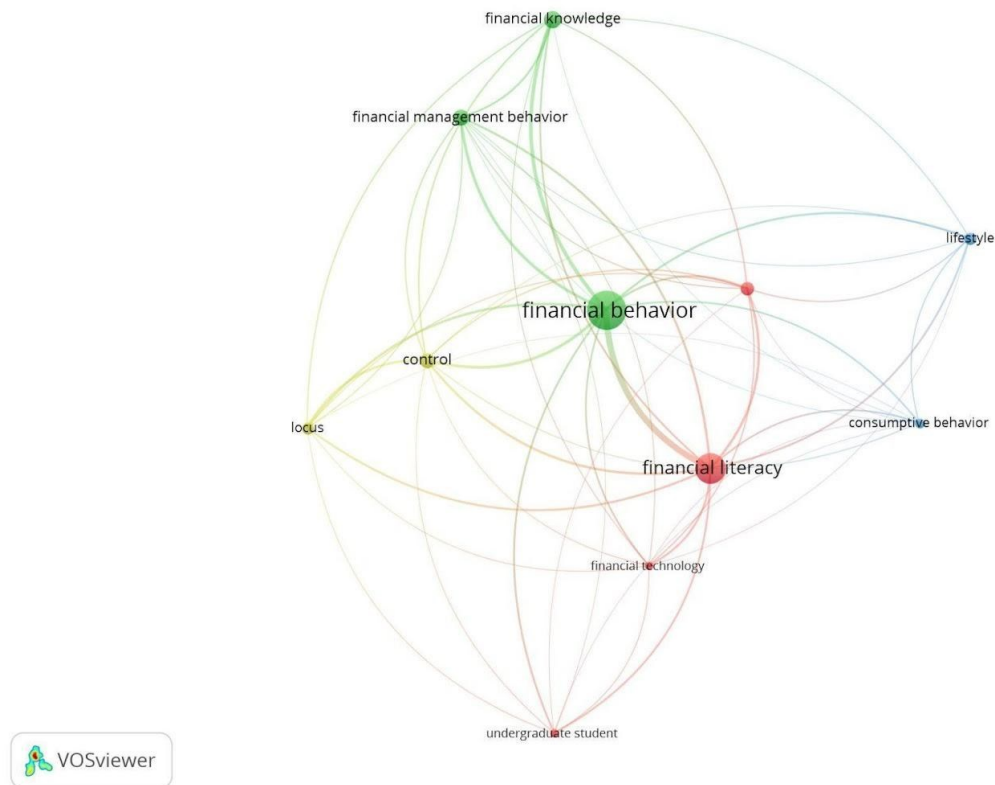 financial knowledge
financial management behavior
lifestyle
financial behavior
control
consumptive behavior
locus
financial literacy
financial technology
undergraduate student
VOSviewer